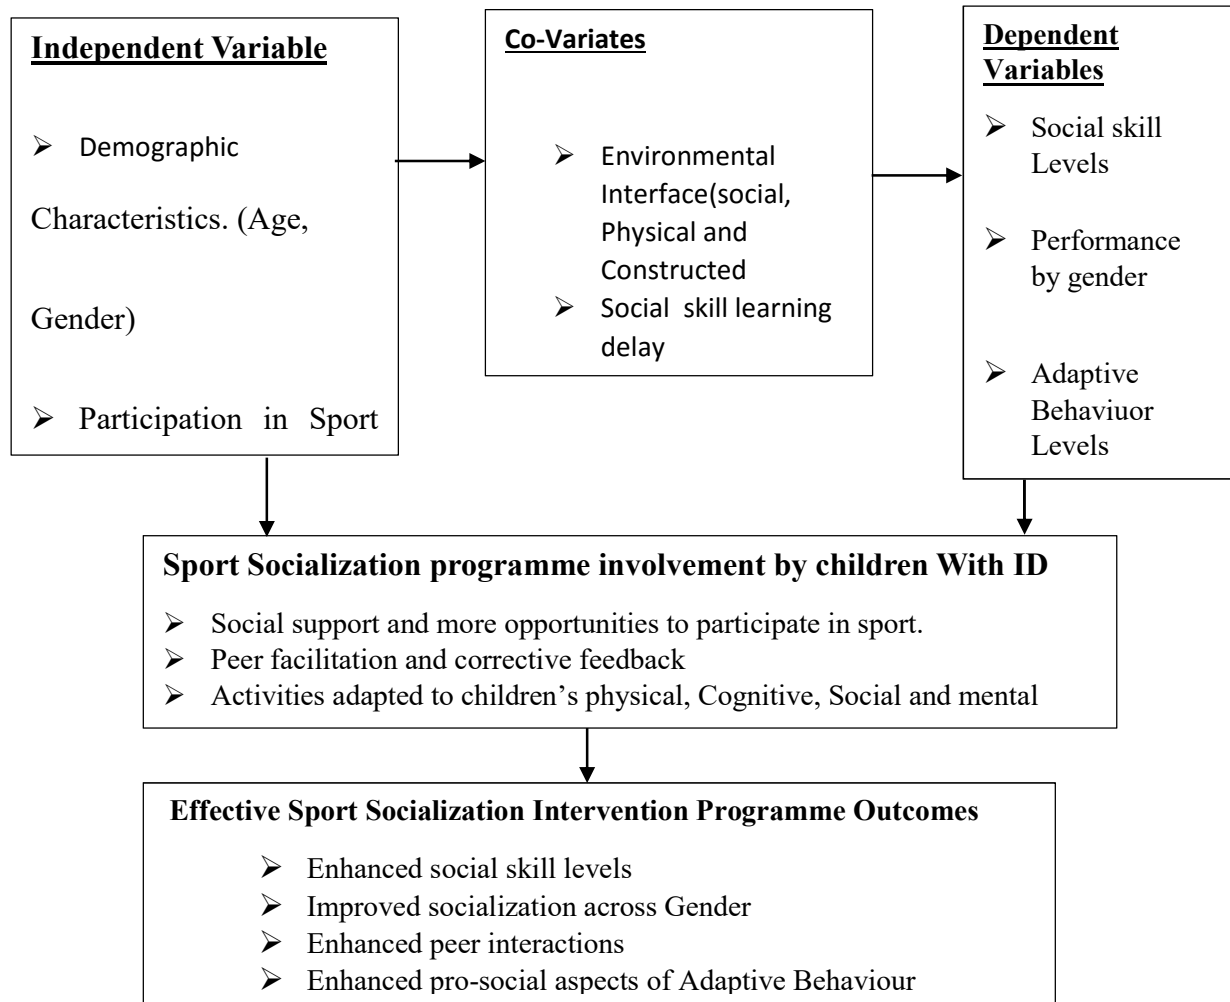 Independent Variable
➢ Demographic
Characteristics. (Age,
Gender)
➢ Participation in Sport
Co-Variates
➢ Environmental
Interface(social,
Physical and
Constructed
➢ Social skill learning
delay
Dependent
Variables
➢ Social skill
Levels
➢ Performance
by gender
➢ Adaptive
Behaviuor
Levels
Sport Socialization programme involvement by children With ID
➢ Social support and more opportunities to participate in sport.
➢ Peer facilitation and corrective feedback
➢ Activities adapted to children’s physical, Cognitive, Social and mental
Effective Sport Socialization Intervention Programme Outcomes
➢ Enhanced social skill levels
➢ Improved socialization across Gender
➢ Enhanced peer interactions
➢ Enhanced pro-social aspects of Adaptive Behaviour